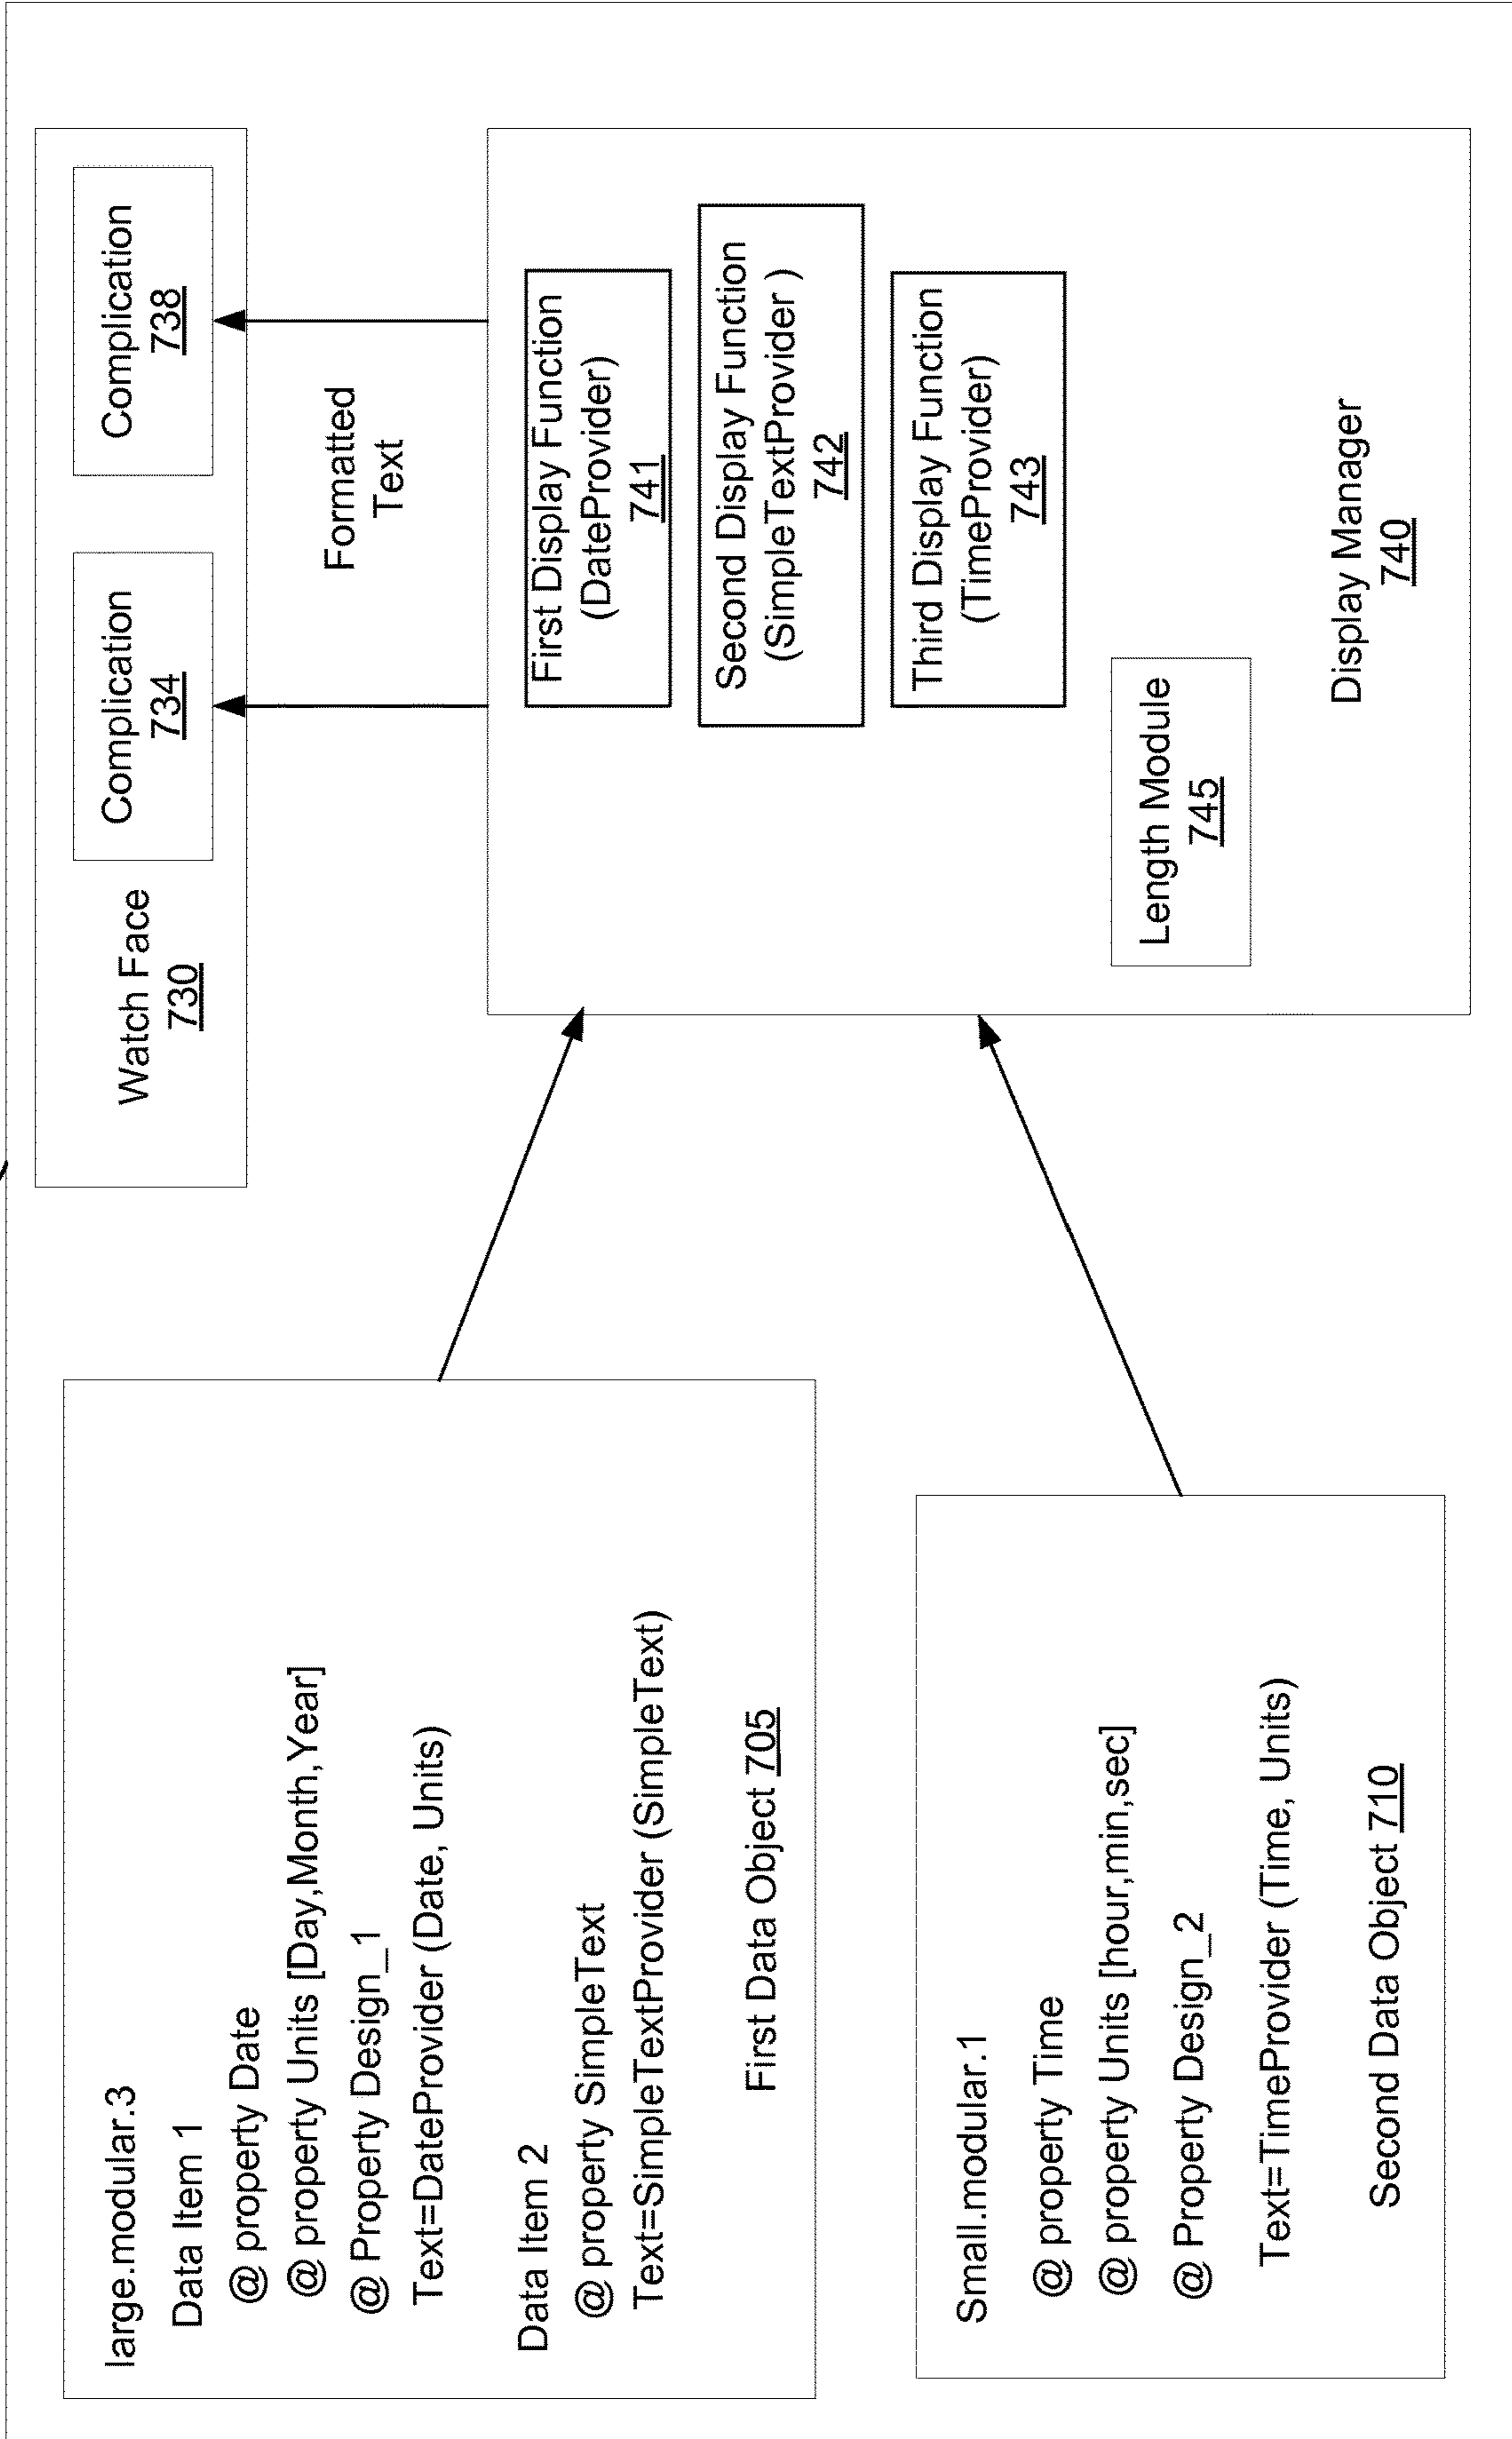 large.modular.3
Data Item 1
@ property Date
@ property Units [Day,Month,Year]
@ Property Design_1
Text=DateProvider (Date, Units)
Data Item 2
@ property SimpleText
Text=SimpleTextProvider (SimpleText)
First Data Object 705
Small.modular.1
@ property Time
@ property Units [hour,min,sec]
@ Property Design_2
Text=TimeProvider (Time, Units)
Second Data Object 710
Watch Face
730
Complication
734
Complication
738
Formatted
Text
First Display Function
(DateProvider)
741
Second Display Function
(SimpleTextProvider )
742
Third Display Function
(TimeProvider)
743
Length Module
745
Display Manager
740